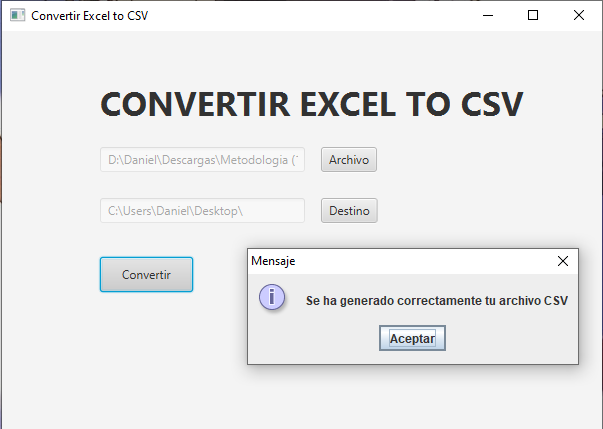 Convertir Excel to CSV
CONVERTIR EXCEL TO CSV
D:\Daniel\Descargas\Metodologia (
Archivo
C:\Users\Daniel\Desktop\
Destino
Convertir
Mensaje
Se ha generado correctamente tu archivo CSV
Aceptar